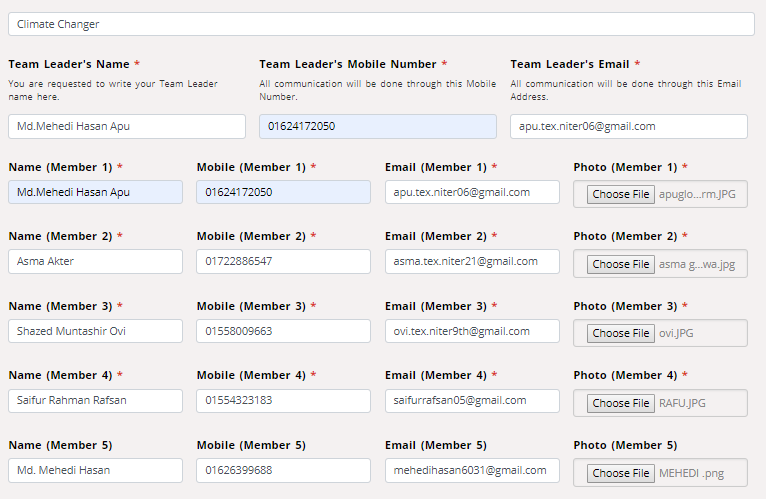 Climate Changer
Team Leader's Name * Team Leader's Mobile Number * Team Leader's Email *
You are requested to write your Team Leader All communication will be done through this Mobile All communication will be done through this Email
name here. Number. Address.
Md.Mehedi Hasan Apu 01624172050 apu.tex.niter06@gmail.com
Name (Member 1) * Mobile (Member 1) * Email (Member 1) * Photo (Member 1) *
Md.Mehedi Hasan Apu 01624172050 apu.tex.niter06@gmail.com Choose File apuglo...rm.JPG
Name (Member 2) * Mobile (Member 2) * Email (Member 2) * Photo (Member 2) *
Asma Akter 01722886547 asma.tex.niter21@gmail.com Choose File asma g...wa.jpg
Name (Member 3) * Mobile (Member 3) * Email (Member 3) * Photo (Member 3) *
Shazed Muntashir Ovi 01558009663 ovi.tex.niter9th@gmail.com Choose File ovi.JPG
Name (Member 4) * Mobile (Member 4) * Email (Member 4) * Photo (Member 4) *
Saifur Rahman Rafsan 01554323183 saifurrafsan05@gmail.com Choose File RAFU.JPG
Name (Member 5) Mobile (Member 5) Email (Member 5) Photo (Member 5)
Md. Mehedi Hasan 01626399688 mehedihasan6031@gmail.com Choose File MEHEDI .png